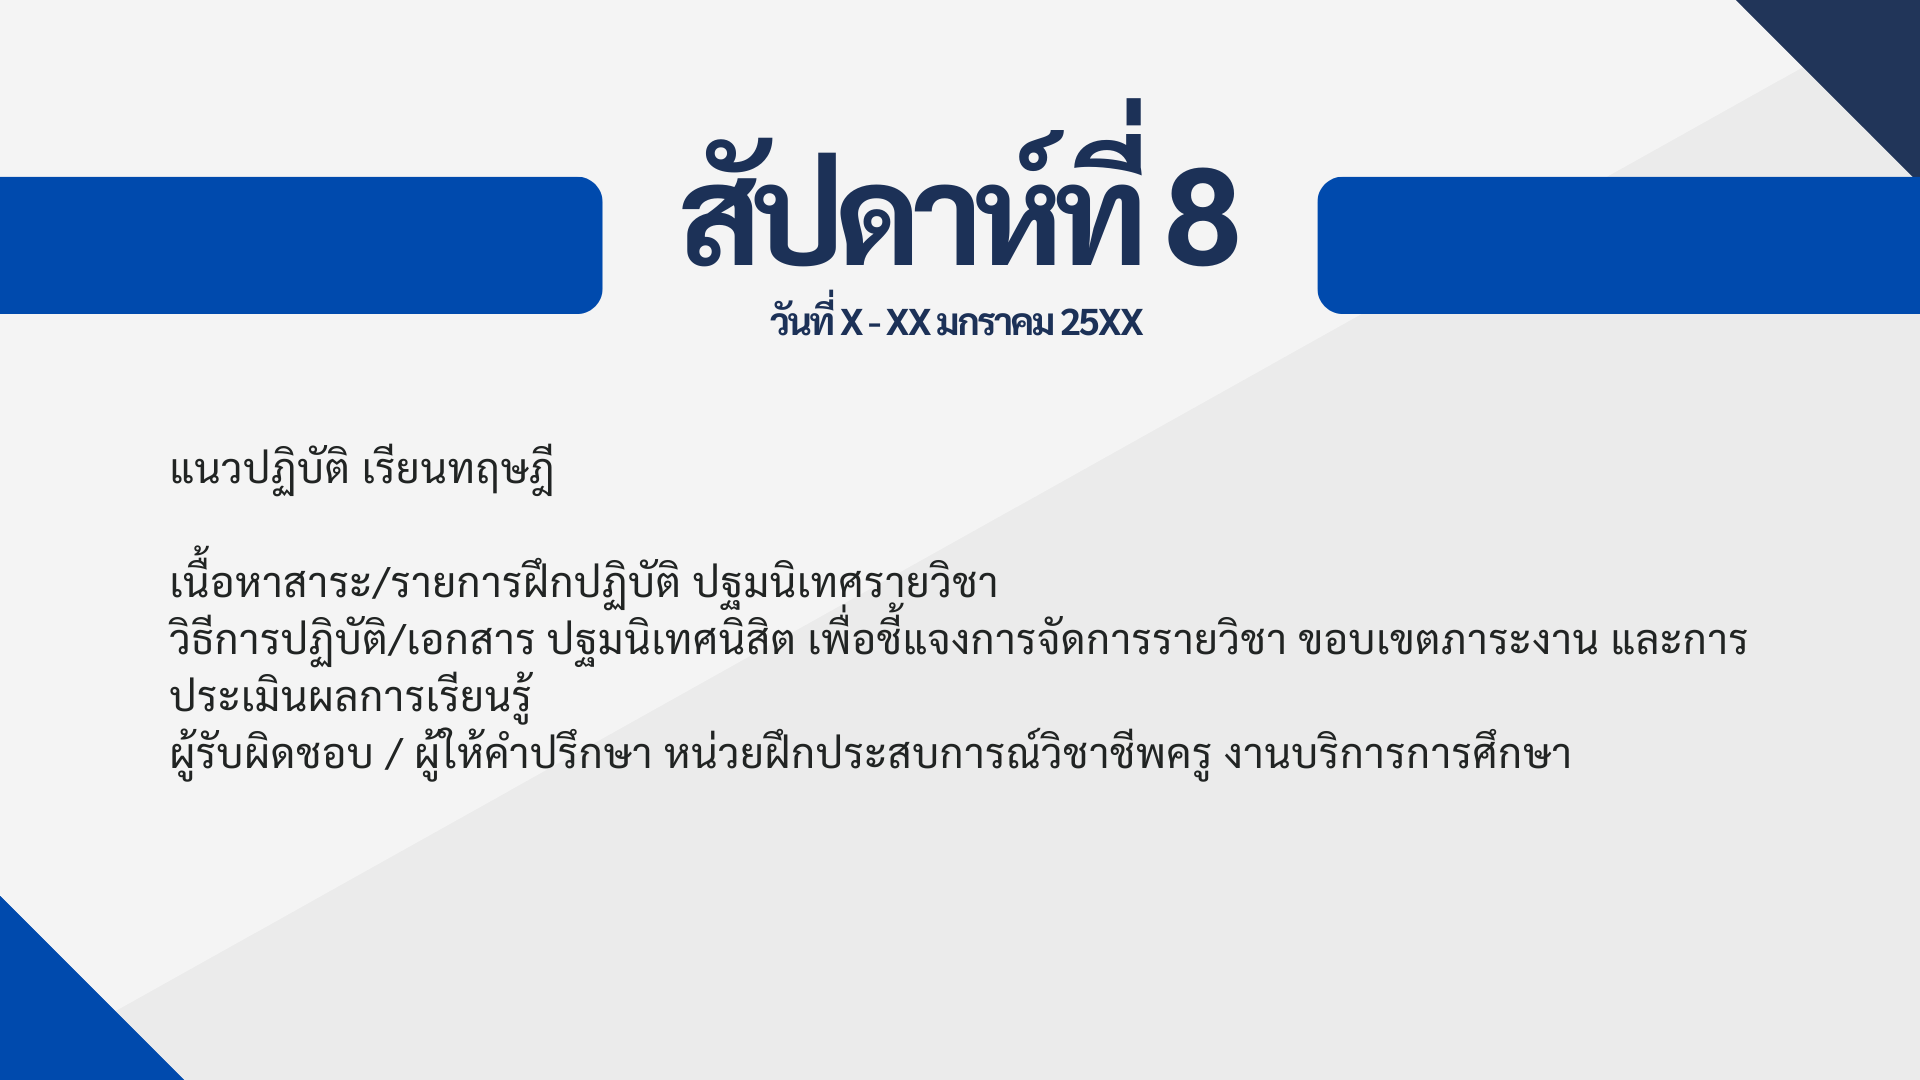 สัปดาห์ที่ 8
วันที่ X - XX มกราคม 25XX
แนวปฏิบัติ เรียนทฤษฎี
เนื้อหาสาระ/รายการฝึกปฏิบัติ ปฐมนิเทศรายวิชา
วิธีการปฏิบัติ/เอกสาร ปฐมนิเทศนิสิต เพื่อชี้แจงการจัดการรายวิชา ขอบเขตภาระงาน และการ
ประเมินผลการเรียนรู้
ผู้รับผิดชอบ / ผู้ให้คำปรึกษา หน่วยฝึกประสบการณ์วิชาชีพครู งานบริการการศึกษา